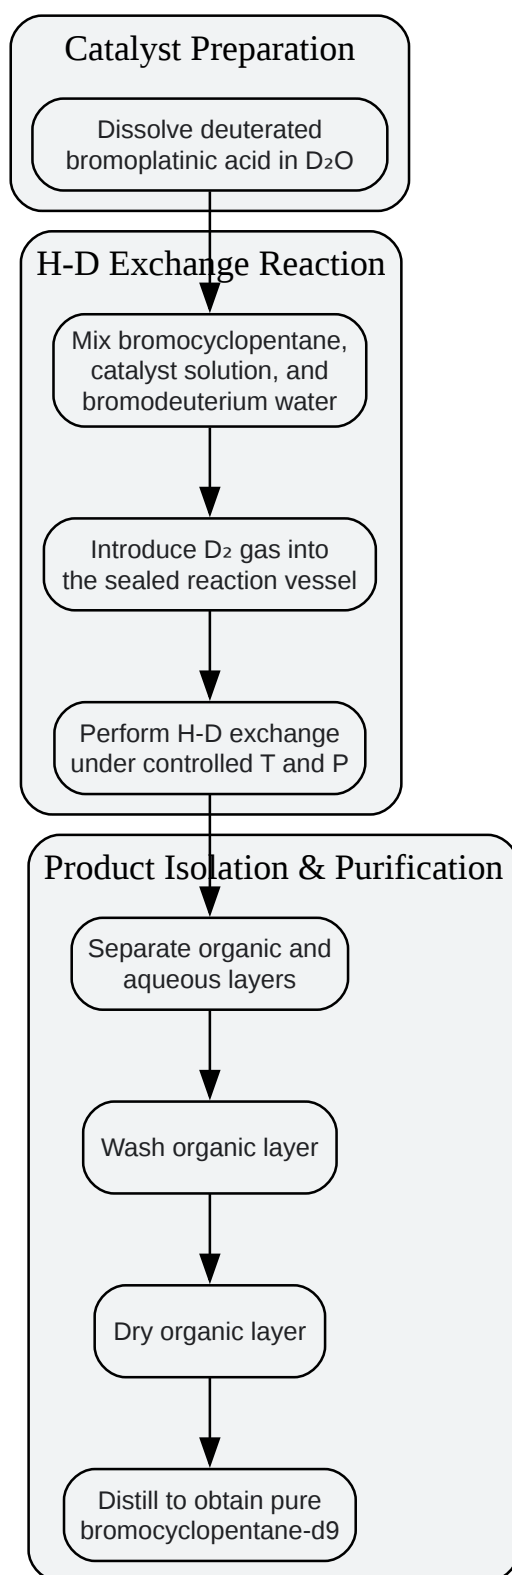 Catalyst Preparation
Dissolve deuterated
bromoplatinic acid in D₂O
H-D Exchange Reaction
Mix bromocyclopentane,
catalyst solution, and
bromodeuterium water
Introduce D₂ gas into
the sealed reaction vessel
Perform H-D exchange
under controlled T and P
Product Isolation & Purification
Separate organic and
aqueous layers
Wash organic layer
Dry organic layer
Distill to obtain pure
bromocyclopentane-d9